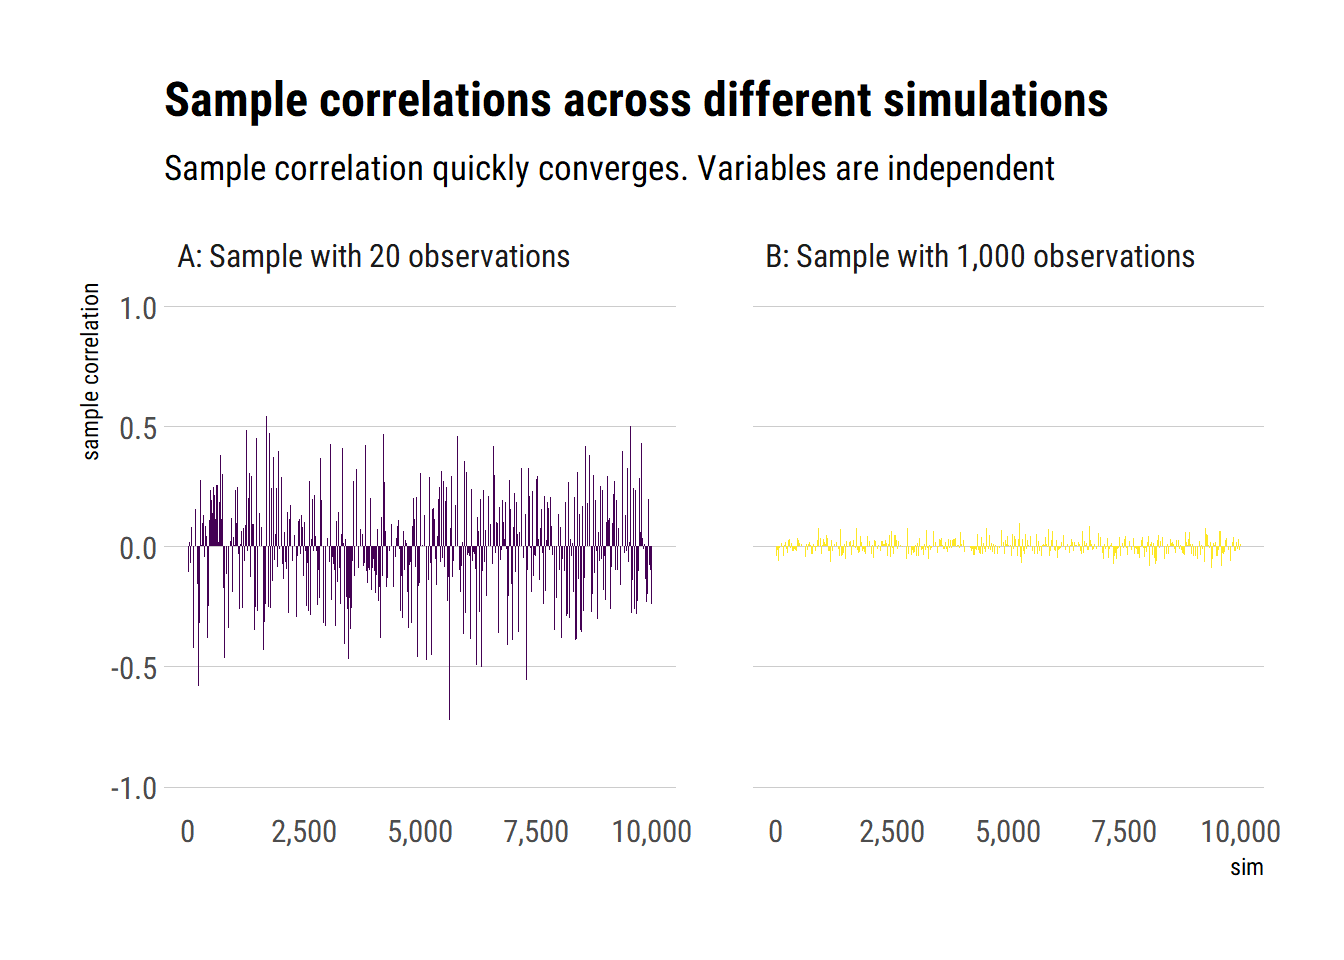 Sample correlations across different simulations
Sample correlation quickly converges. Variables are independent
A: Sample with 20 observations
B: Sample with 1,000 observations
sample correlation
1.0
0.5
0.0
-0.5
-1.0
0 2,500 5,000 7,500 10,000
0 2,500 5,000 7,500 10,000
sim